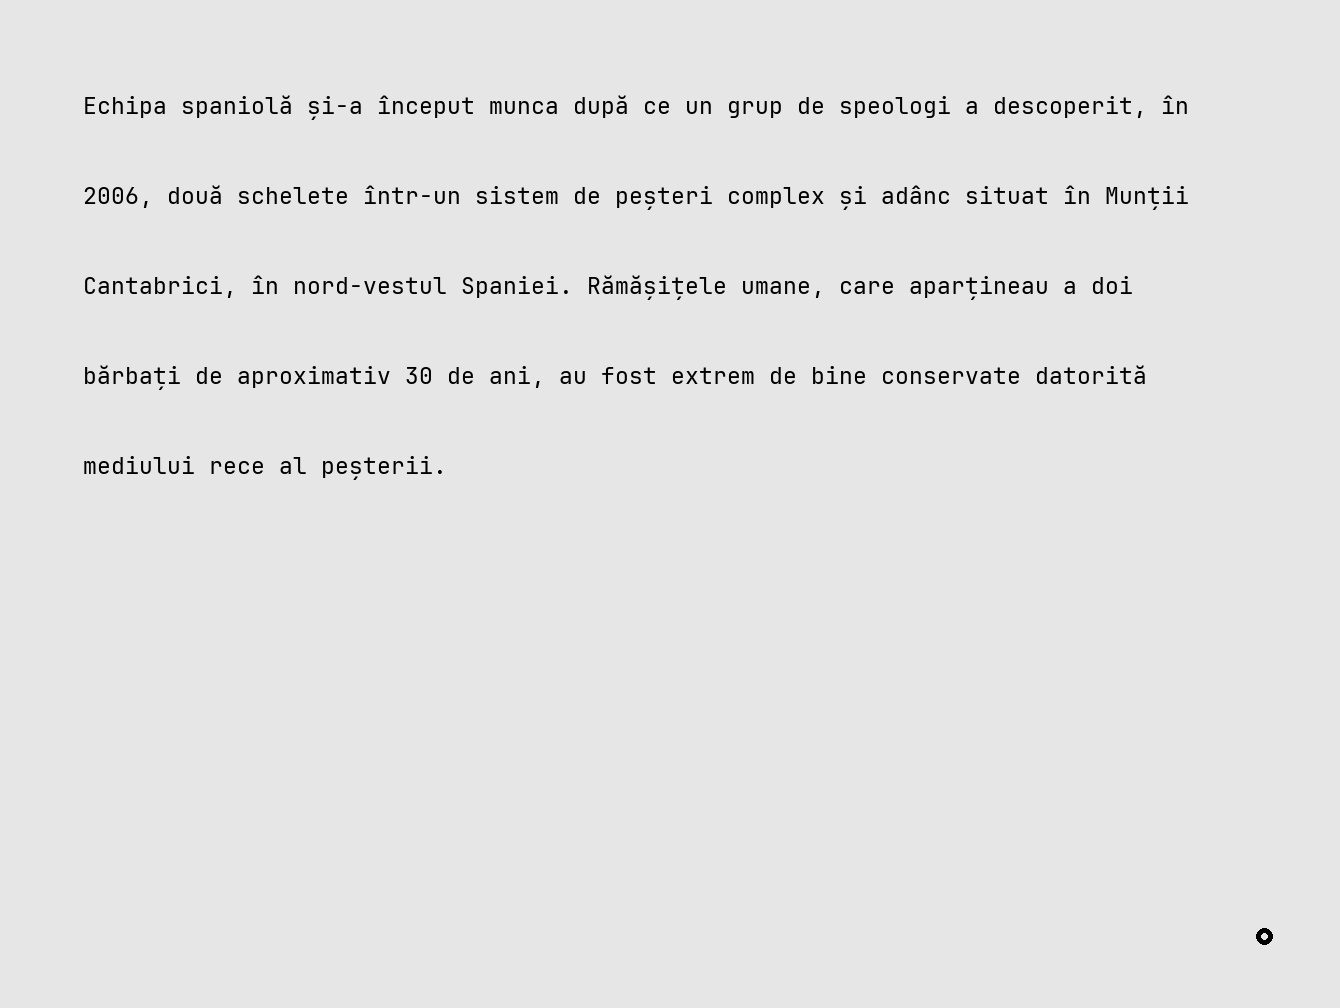 Echipa spaniolă și-a început munca după ce un grup de speologi a descoperit, în
2006, două schelete într-un sistem de peșteri complex și adânc situat în Munții
Cantabrici, în nord-vestul Spaniei. Rămășițele umane, care aparțineau a doi
bărbați de aproximativ 30 de ani, au fost extrem de bine conservate datorită
mediului rece al peșterii.